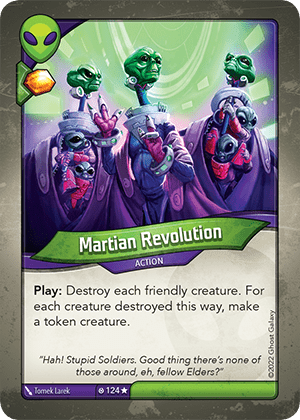 Martian Revolution
ACTION
Play: Destroy each friendly creature. For
each creature destroyed this way, make
a token creature.
"Hah! Stupid Soldiers. Good thing there's none of
those around, eh, fellow Elders?"
Tomek Larek
124★
©2022 Ghost Galaxy